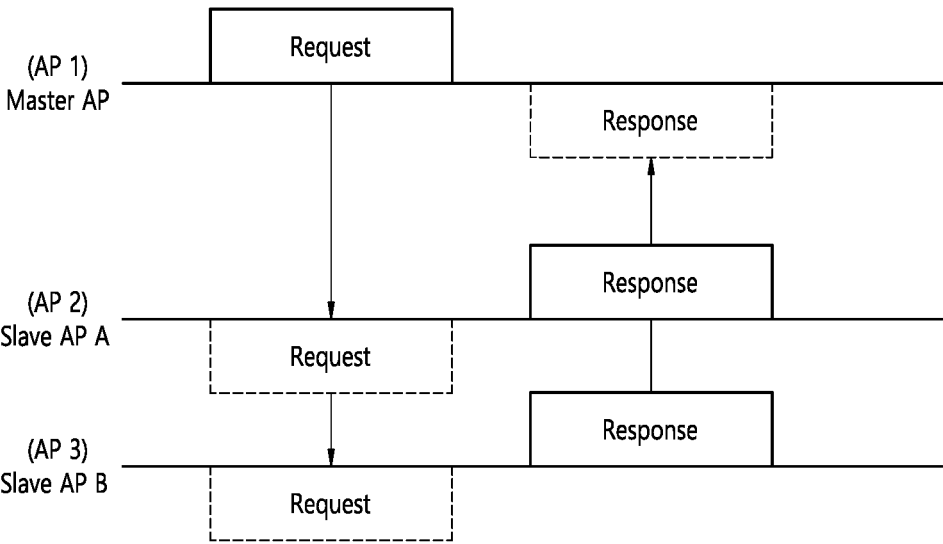 Request
(AP 1)
Master AP
Response
Response
(AP 2)
Slave AP A
Request
Response
(AP 3)
Slave AP B
Request